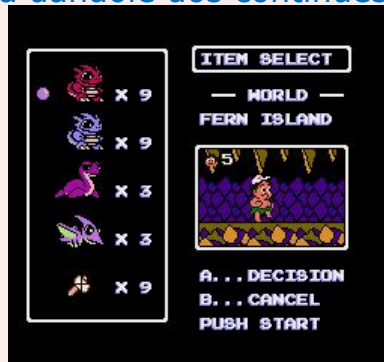 X 9
X 9
X 3
X 3
X 9
ITEM SELECT
— WORLD —
FERN ISLAND
5
A...DECISION
B...CANCEL
PUSH START